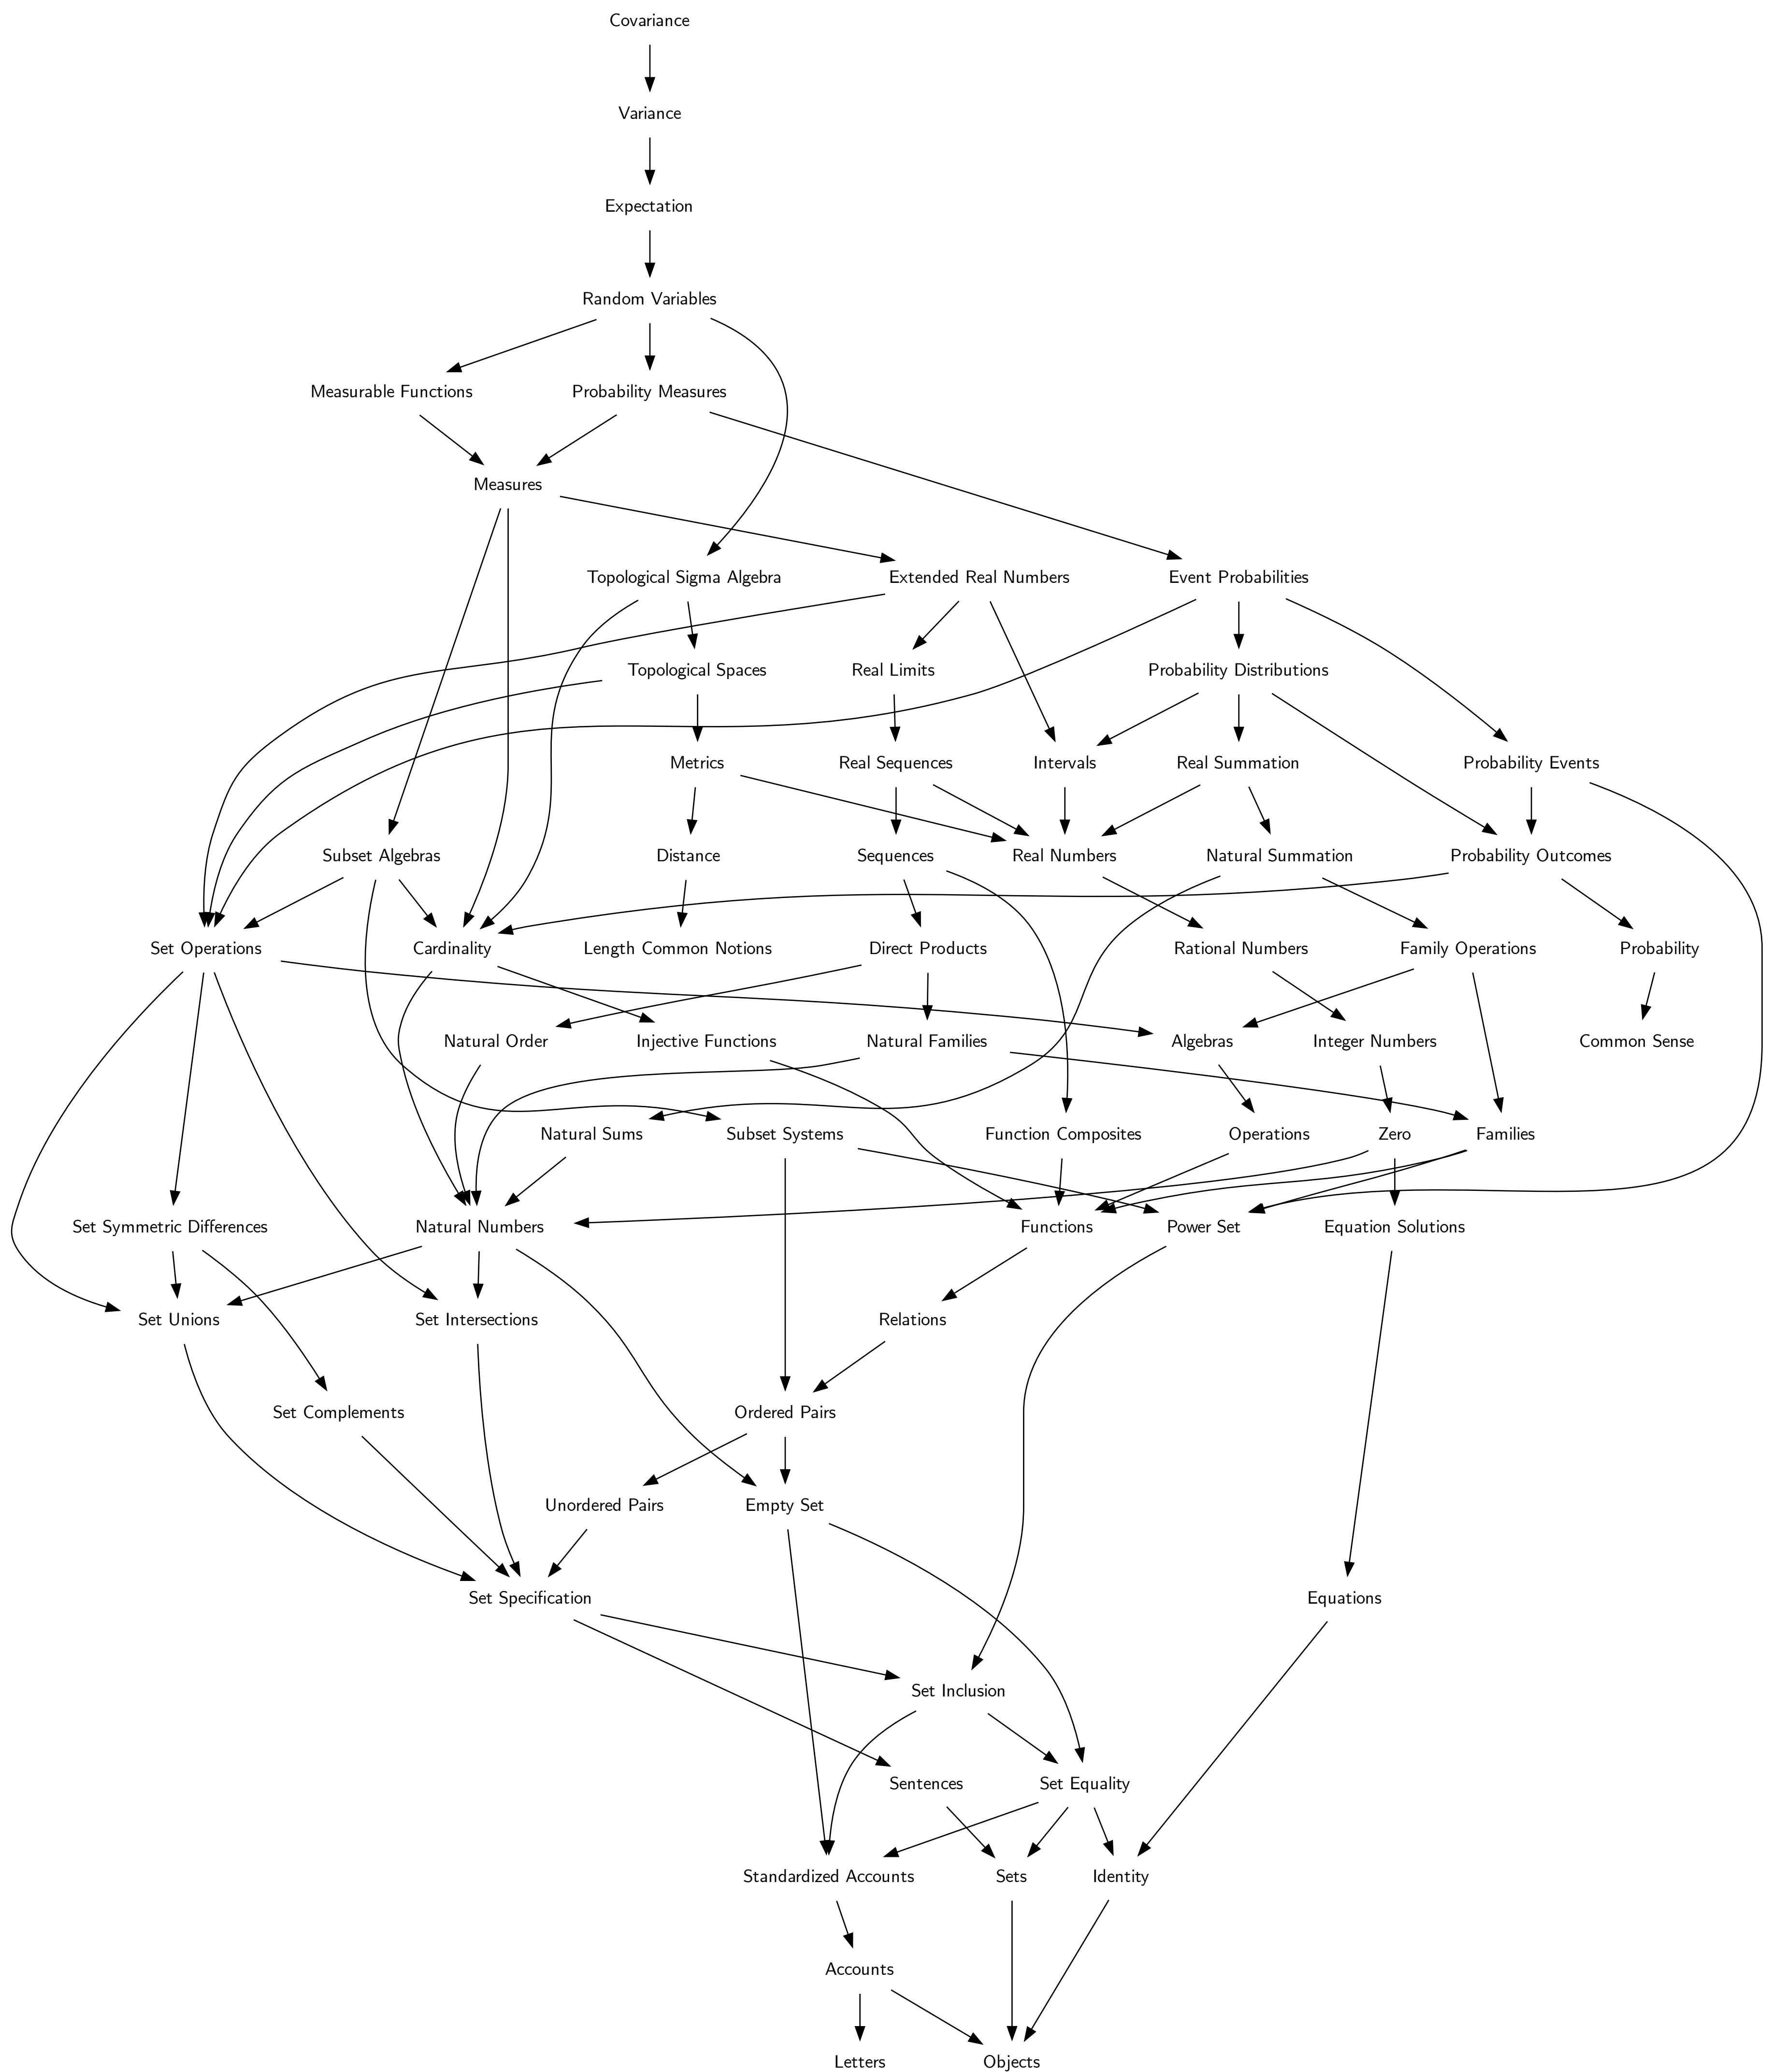 Covariance
Variance
Expectation
Random Variables
Measurable Functions
Probability Measures
Measures
Topological Sigma Algebra
Extended Real Numbers
Event Probabilities
Topological Spaces
Real Limits
Probability Distributions
Metrics
Real Sequences
Intervals
Real Summation
Probability Events
Subset Algebras
Distance
Sequences
Real Numbers
Natural Summation
Probability Outcomes
Set Operations
Cardinality
Length Common Notions
Direct Products
Rational Numbers
Family Operations
Probability
Natural Order
Injective Functions
Natural Families
Algebras
Integer Numbers
Common Sense
Natural Sums
Subset Systems
Function Composites
Operations
Zero
Families
Set Symmetric Differences
Natural Numbers
Functions
Power Set
Equation Solutions
Set Unions
Set Intersections
Relations
Set Complements
Ordered Pairs
Unordered Pairs
Empty Set
Set Specification
Equations
Set Inclusion
Sentences
Set Equality
Standardized Accounts
Sets
Identity
Accounts
Letters
Objects